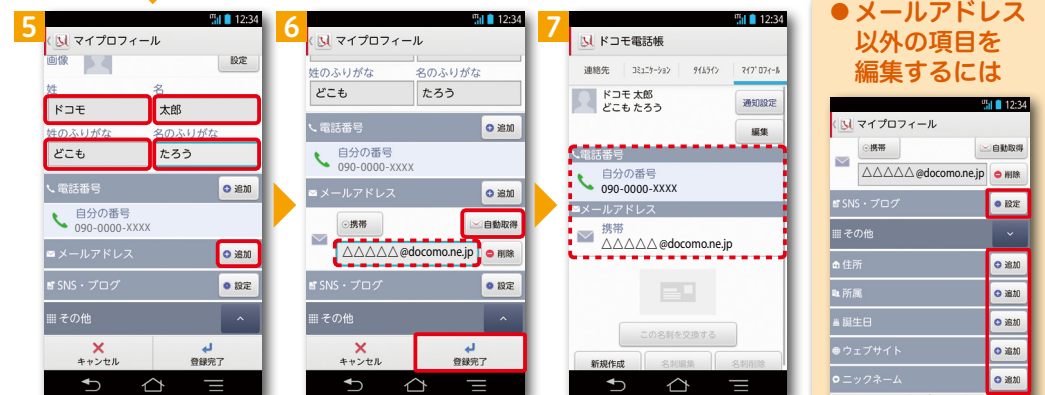 5
12:34
マイプロフィール
画像
設定
姓
名
ドコモ
太郎
姓のふりがな
名のふりがな
どこも
たろう
電話番号
追加
自分の番号
090-0000-XXXX
メールアドレス
追加
SNS・ブログ
設定
その他
キャンセル
登録完了
6
12:34
マイプロフィール
姓のふりがな
名のふりがな
どこも
たろう
電話番号
追加
自分の番号
090-0000-XXXX
メールアドレス
追加
携帯
自動取得
△△△△△@docomo.ne.jp
削除
SNS・ブログ
設定
その他
キャンセル
登録完了
7
12:34
ドコモ電話帳
連絡先
コミュニケーション
タイムライン
マイプロフィール
ドコモ 太郎
どこも たろう
通知設定
編集
電話番号
自分の番号
090-0000-XXXX
メールアドレス
携帯
△△△△△@docomo.ne.jp
この名刺を交換する
新規作成
名刺編集
名刺削除
●メールアドレス
以外の項目を
編集するには
12:34
マイプロフィール
携帯
自動取得
△△△△△@docomo.ne.jp
削除
SNS・ブログ
設定
その他
住所
追加
所属
追加
誕生日
追加
ウェブサイト
追加
ニックネーム
追加